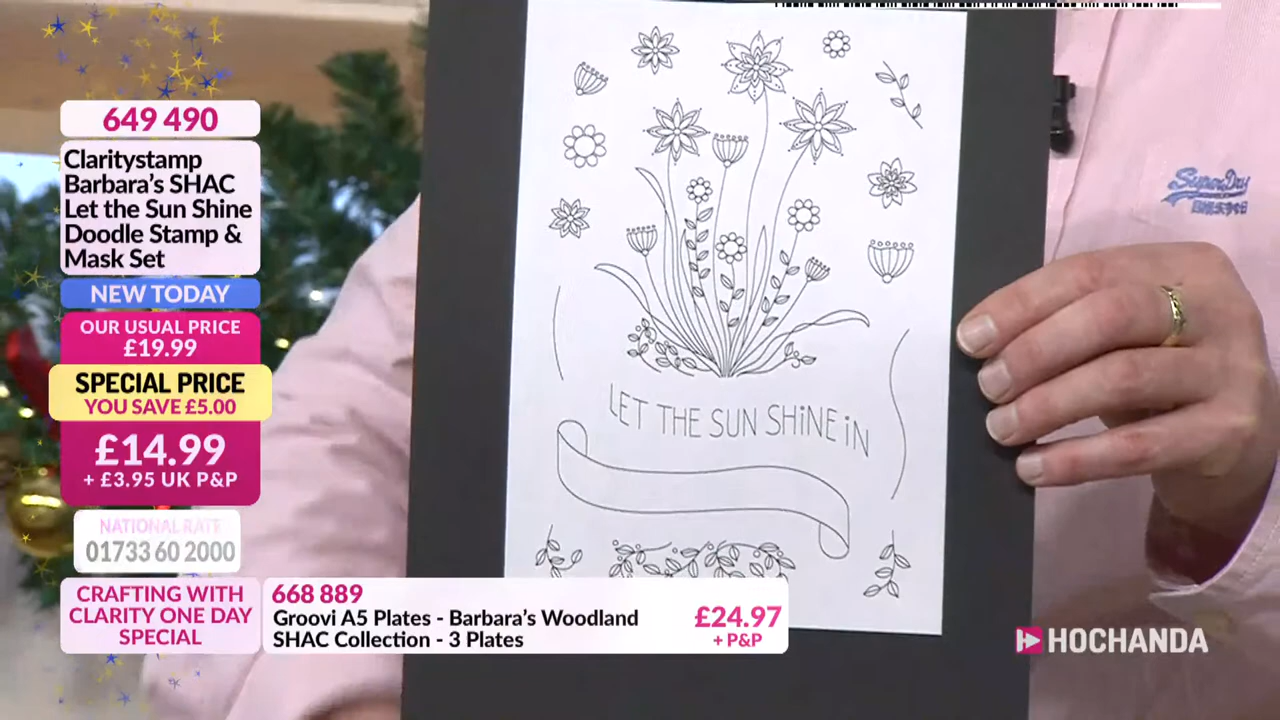 649 490
Claritystamp
Barbara's SHAC
Let the Sun Shine
Doodle Stamp &
Mask Set
NEW TODAY
OUR USUAL PRICE
£19.99
SPECIAL PRICE
YOU SAVE £5.00
£14.99
+ £3.95 UK P&P
NATIONAL RATE
01733 60 2000
CRAFTING WITH
CLARITY ONE DAY
SPECIAL
668 889
Groovi A5 Plates - Barbara's Woodland
SHAC Collection - 3 Plates
£24.97
+ P&P
LET THE SUN SHiNE iN
SuperDry
HOCHANDA